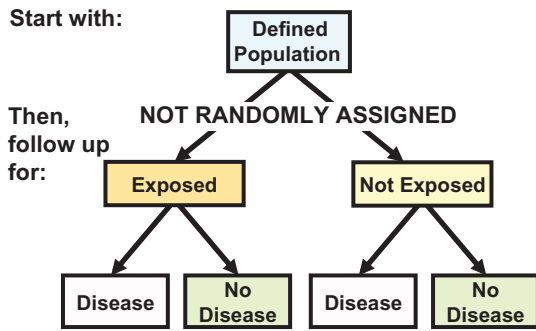 Start with:
Defined
Population
Then,
follow up
for:
NOT RANDOMLY ASSIGNED
Exposed
Not Exposed
Disease
No
Disease
Disease
No
Disease